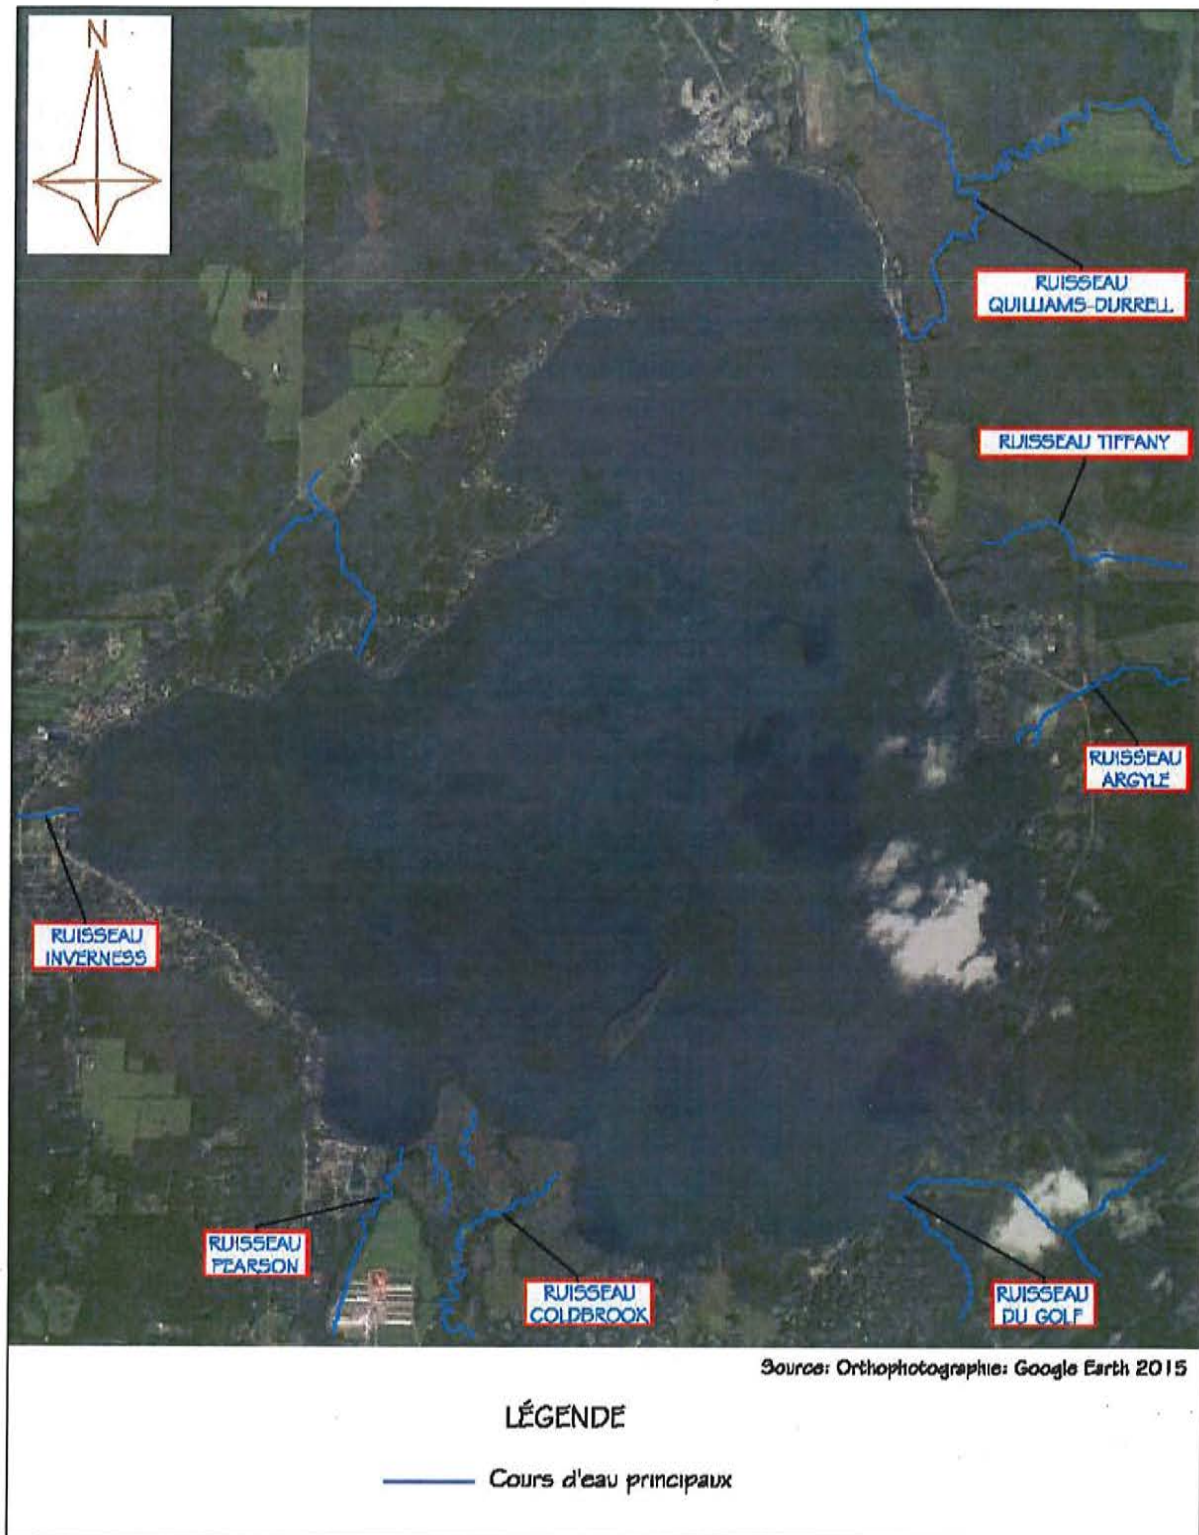 N
RUISSEAU
QUILLIAMS-DURRELL
RUISSEAU TIFFANY
RUISSEAU
ARGYLE
RUISSEAU
INVERNESS
RUISSEAU
PEARSON
RUISSEAU
COLDBROOK
RUISSEAU
DU GOLF
Source: Orthophotographie: Google Earth 2015
LÉGENDE
Cours d'eau principaux